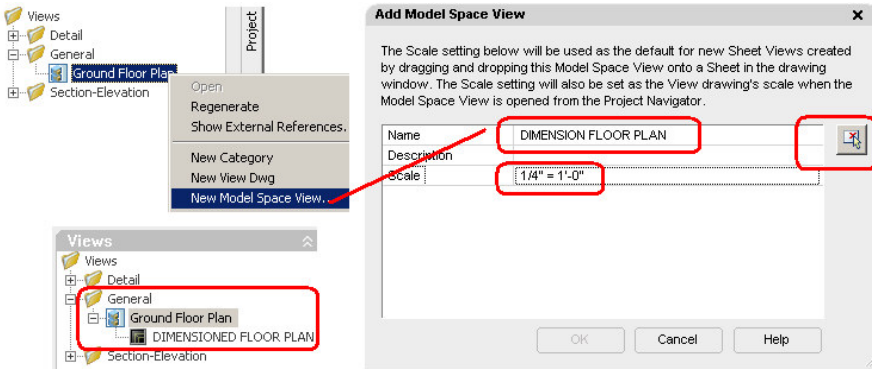 Views
Detail
General
Ground Floor Plan
Section-Elevation
Project
Open
Regenerate
Show External References.
New Category
New View Dwg
New Model Space View..
Views
Views
Detail
General
Ground Floor Plan
DIMENSIONED FLOOR PLAN
Section-Elevation
Add Model Space View
The Scale setting below will be used as the default for new Sheet Views created
by dragging and dropping this Model Space View onto a Sheet in the drawing
window. The Scale setting will also be set as the View drawing's scale when the
Model Space View is opened from the Project Navigator.
Name DIMENSION FLOOR PLAN
Description
Scale 1/4" = 1'-0"
OK Cancel Help